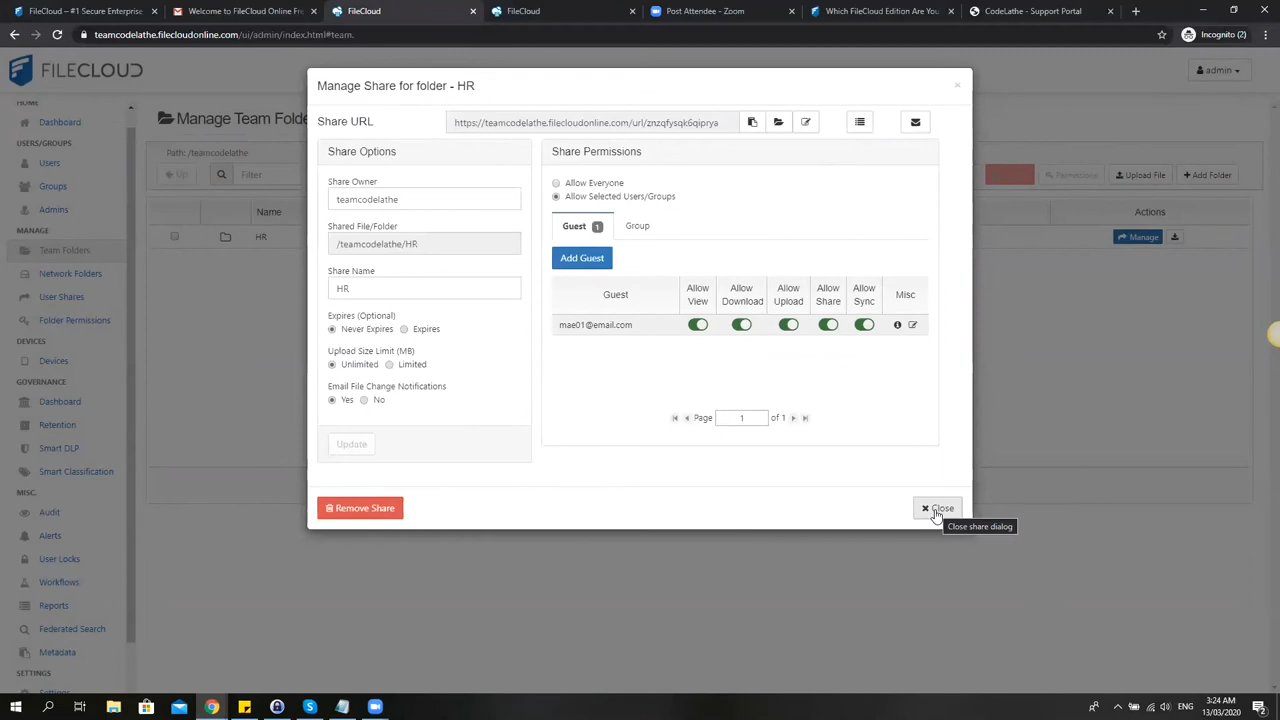 FileCloud – # 1 Secure Enterpris
Welcome to FileCloud Online Fre
FileCloud
FileCloud
Post Attendee - Zoom
Which FileCloud Edition Are You
CodeLathe - Support Portal
teamcodelathe.filecloudonline.com/ui/admin/index.html#team.
Incognito (2)
FILECLOUD
admin
HOME
Dashboard
USERS/GROUPS
Users
Groups
Admins
MANAGE
Team Folders
Network Folders
User Shares
Folder Permissions
DEVICES
Devices
GOVERNANCE
Dashboard
Retention
Smart DLP
Smart Classification
MISC.
Audit
Alerts
User Locks
Workflows
Reports
Federated Search
Metadata
SETTINGS
Settings
Manage Team Folde
Path: /teamcodelathe
Up
Filter
Upload File
Add Folder
Name
Actions
HR
Manage
Manage Share for folder - HR
×
Share URL
https://teamcodelathe.filecloudonline.com/url/znzqfysqk6qiprya
Share Options
Share Owner
teamcodelathe
Shared File/Folder
/teamcodelathe/HR
Share Name
HR
Expires (Optional)
Never Expires Expires
Upload Size Limit (MB)
Unlimited Limited
Email File Change Notifications
Yes No
Update
Share Permissions
Allow Everyone
Allow Selected Users/Groups
Guest 1 Group
Add Guest
Guest
Allow View
Allow Download
Allow Upload
Allow Share
Allow Sync
Misc
mae01@email.com
Page 1 of 1
Remove Share
Close
Close share dialog
ENG
3:24 AM
13/03/2020